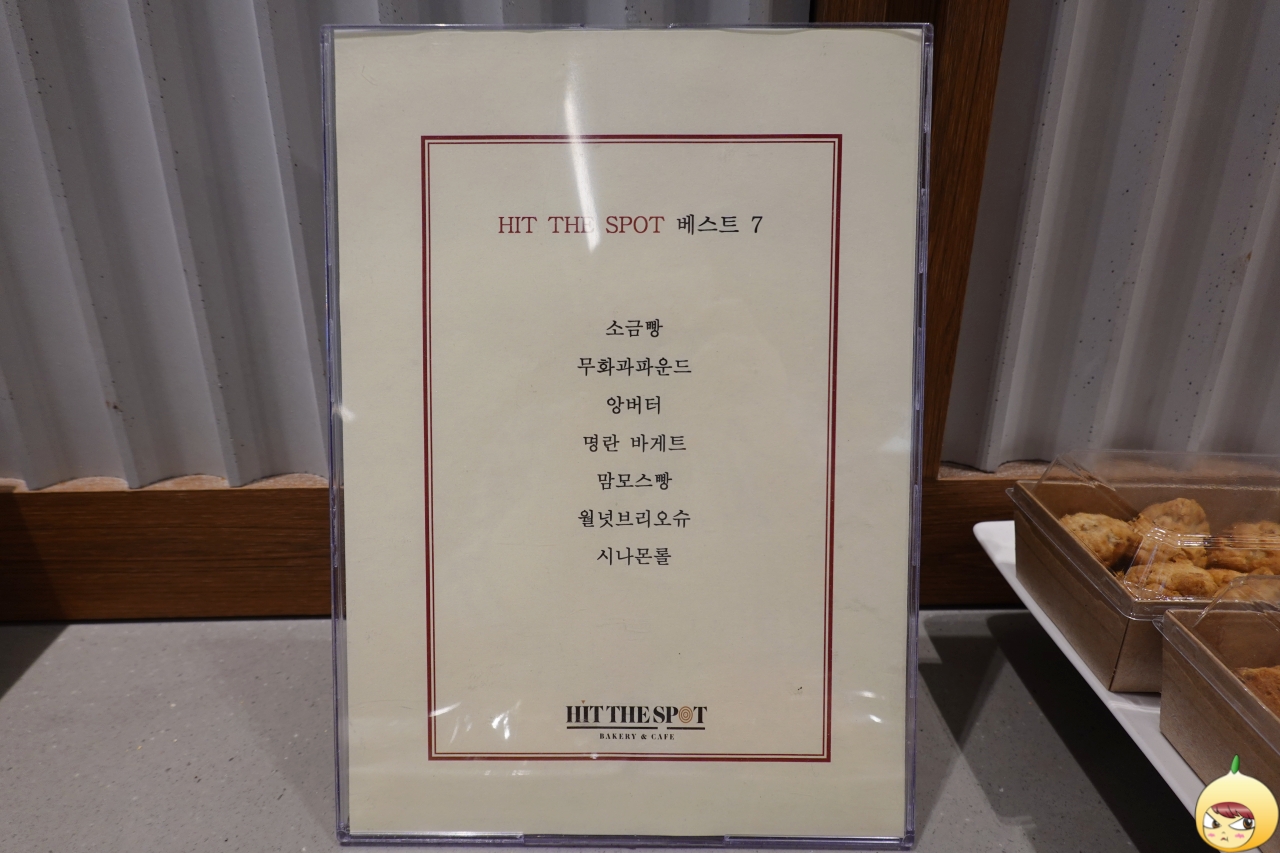 HIT THE SPOT 베스트 7
소금빵
무화과파운드
앙버터
명란 바게트
맘모스빵
월넛브리오슈
시나몬롤
HIT THE SPOT
BAKERY & CAFE